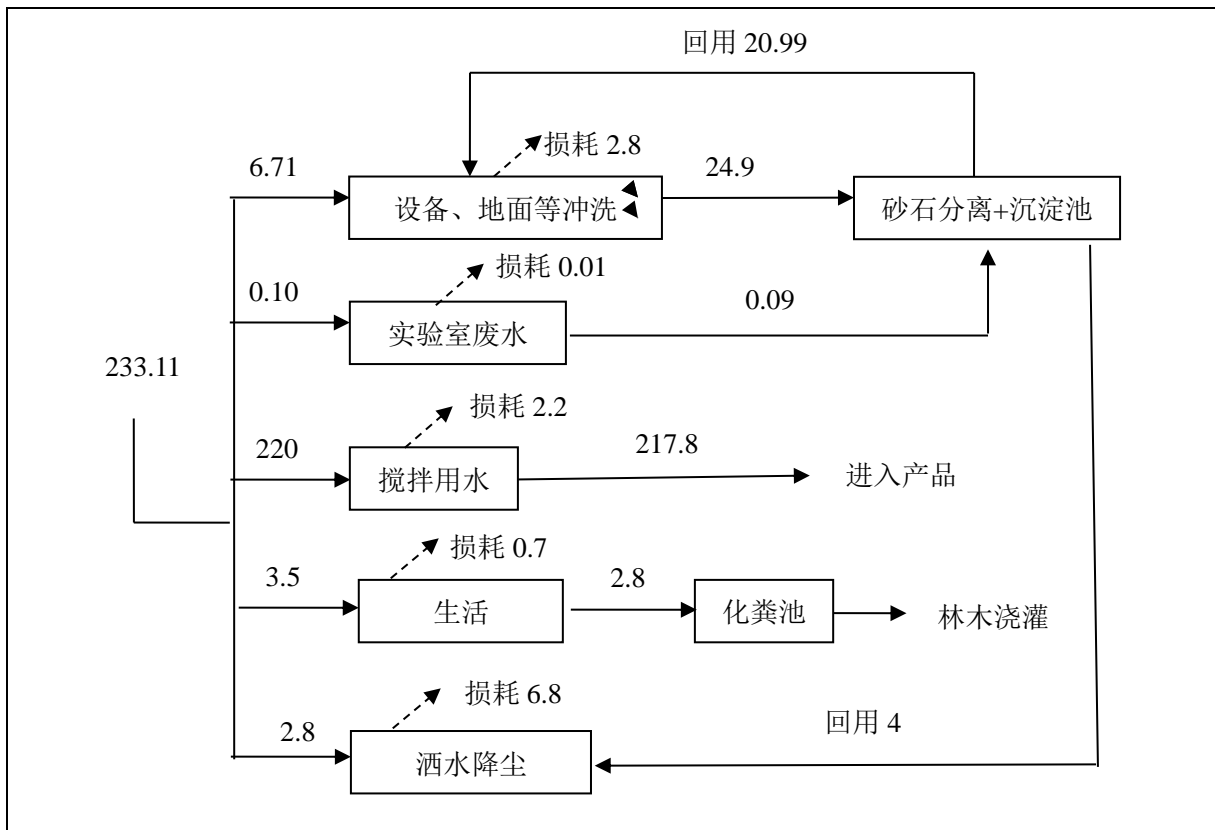 回用 20.99
损耗 2.8
6.71
24.9
设备、地面等冲洗
砂石分离+沉淀池
损耗 0.01
0.10
0.09
实验室废水
233.11
损耗 2.2
220
217.8
搅拌用水
进入产品
损耗 0.7
3.5
2.8
生活
化粪池
林木浇灌
损耗 6.8
2.8
回用 4
洒水降尘